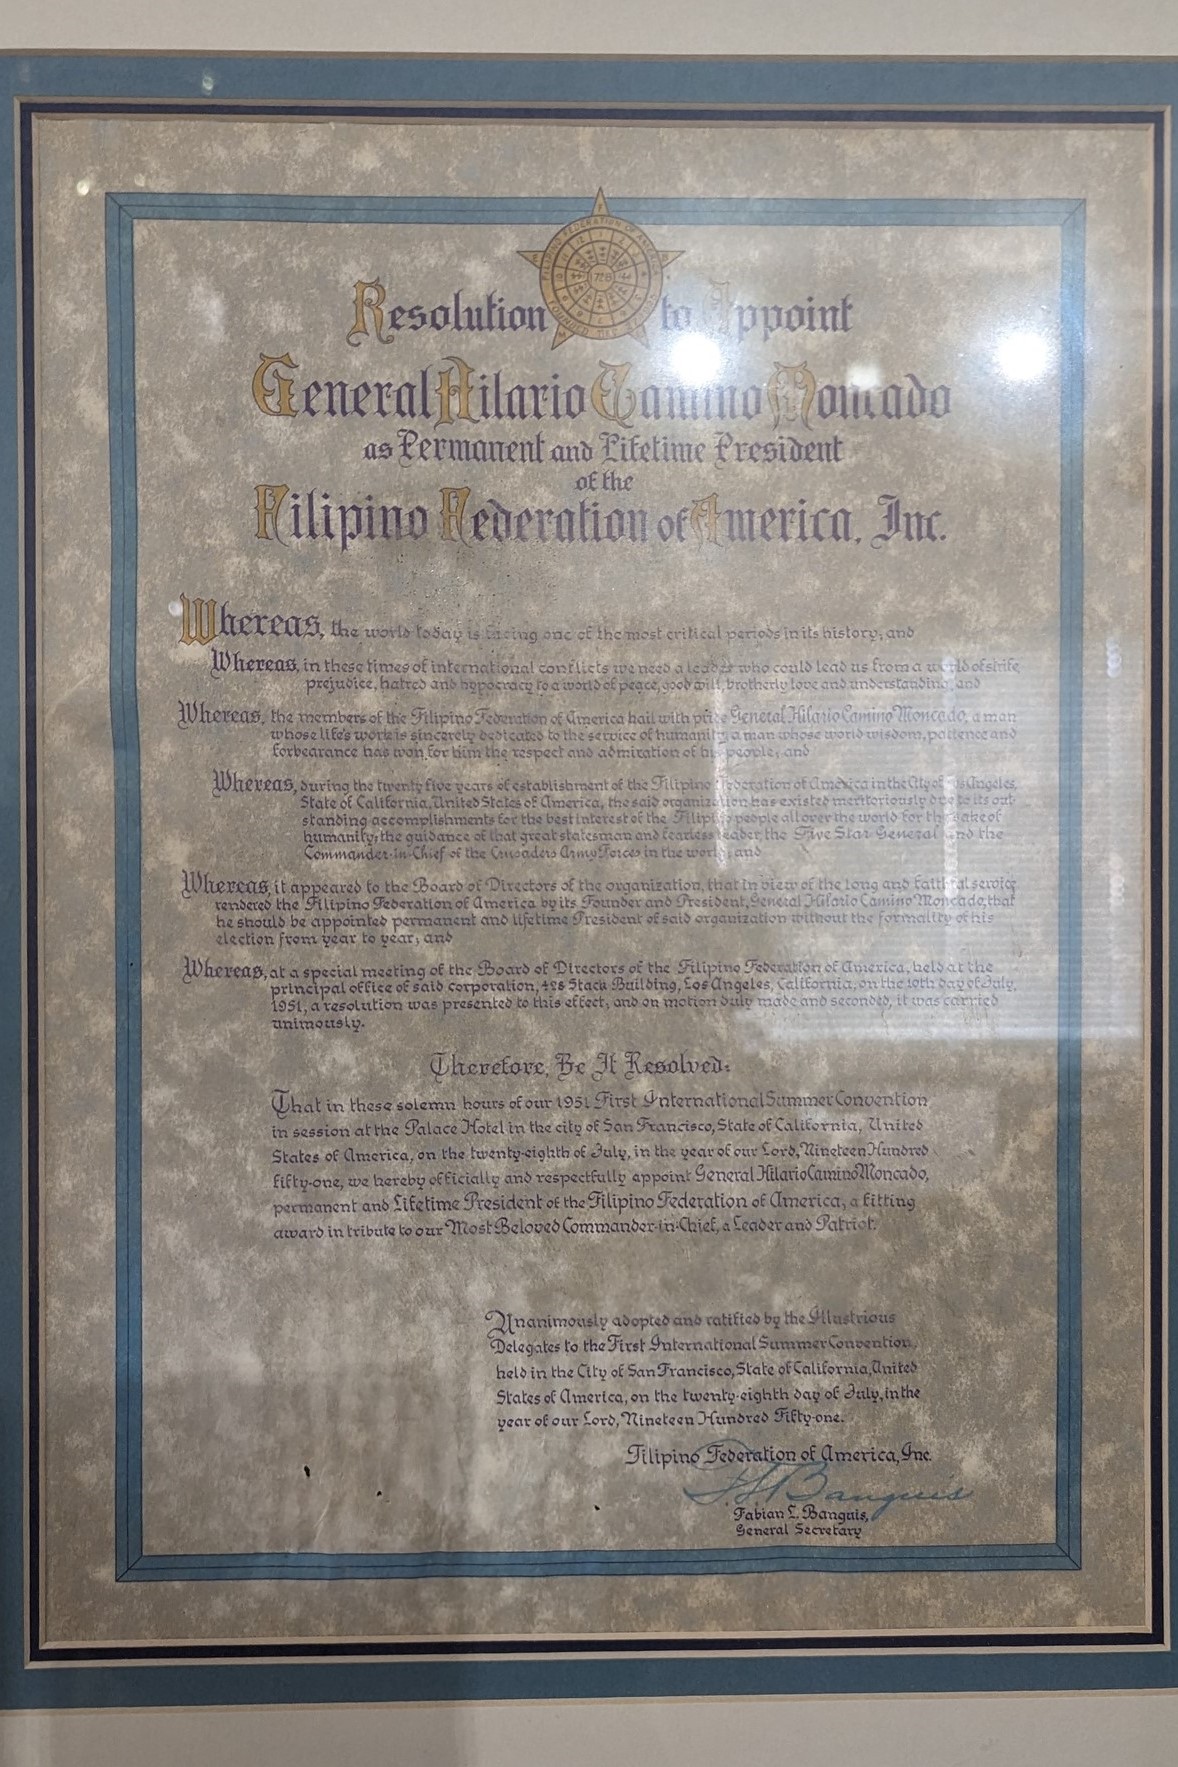 FILIPINO FEDERATION OF AMERICA
Resolution to Appoint
General Hilario Camino Moncado
as Permanent and Lifetime President
of the
Filipino Federation of America, Inc.
Whereas, the world today is facing one of the most critical periods in its history; and
Whereas, in these times of international conflicts we need a leader who could lead us from a world of strife,
prejudice, hatred and hypocracy to a world of peace, good will, brotherly love and understanding; and
Whereas, the members of the Filipino Federation of America hail with pride General Hilario Camino Moncado, a man
whose life's work is sincerely dedicated to the service of humanity; a man whose world wisdom, patience and
forbearance has won for him the respect and admiration of his people; and
Whereas, during the twenty five years of establishment of the Filipino Federation of America in the City of Los Angeles,
State of California, United States of America, the said organization has existed meritoriously due to its out-
standing accomplishments for the best interest of the Filipino people all over the world for the sake of
humanity; the guidance of that great statesman and fearless leader, the Five Star General and the
Commander-in-Chief of the Crusaders Army Forces in the world; and
Whereas, it appeared to the Board of Directors of the organization, that in view of the long and faithful service
rendered the Filipino Federation of America by its Founder and President, General Hilario Camino Moncado, that
he should be appointed permanent and lifetime President of said organization without the formality of his
election from year to year; and
Whereas, at a special meeting of the Board of Directors of the Filipino Federation of America, held at the
principal office of said corporation, 428 Stack Building, Los Angeles, California, on the 10th day of July,
1951, a resolution was presented to this effect; and on motion duly made and seconded, it was carried
unimously.
Therefore, Be It Resolved:
That in these solemn hours of our 1951 First International Summer Convention
in session at the Palace Hotel in the city of San Francisco, State of California, United
States of America, on the twenty-eighth of July, in the year of our Lord, Nineteen Hundred
fifty-one, we hereby officially and respectfully appoint General Hilario Camino Moncado,
permanent and Lifetime President of the Filipino Federation of America, a fitting
award in tribute to our Most Beloved Commander-in-Chief, a Leader and Patriot.
Unanimously adopted and ratified by the Illustrious
Delegates to the First International Summer Convention,
held in the City of San Francisco, State of California, United
States of America, on the twenty-eighth day of July, in the
year of our Lord, Nineteen Hundred Fifty-one.
Filipino Federation of America, Inc.
F L Banguis
Fabian L. Banguis,
General Secretary